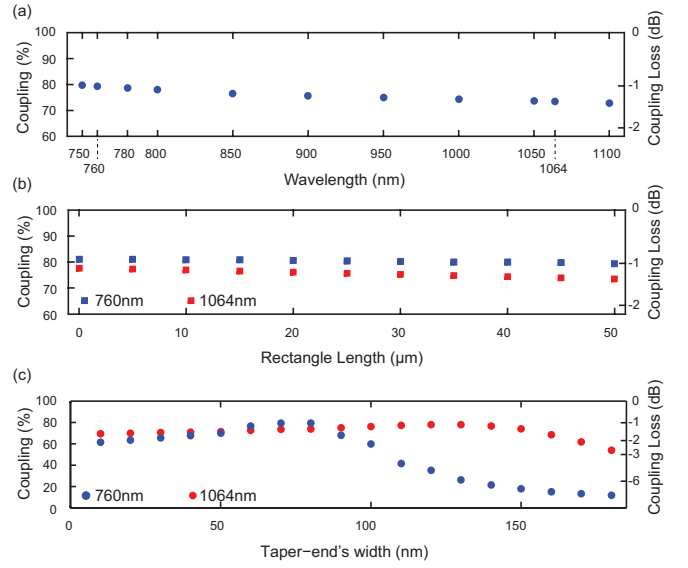 (a)
100
90
80
70
60
Coupling (%)
0
-1
-2
Coupling Loss (dB)
750 780 800 850 900 950 1000 1050 1100
760 1064
Wavelength (nm)
(b)
100
90
80
70
60
Coupling (%)
0
-1
-2
Coupling Loss (dB)
760nm 1064nm
0 10 20 30 40 50
Rectangle Length (µm)
(c)
100
80
60
40
20
0
Coupling (%)
0
-1
-2
-3
-6
Coupling Loss (dB)
760nm 1064nm
0 50 100 150
Taper−end's width (nm)